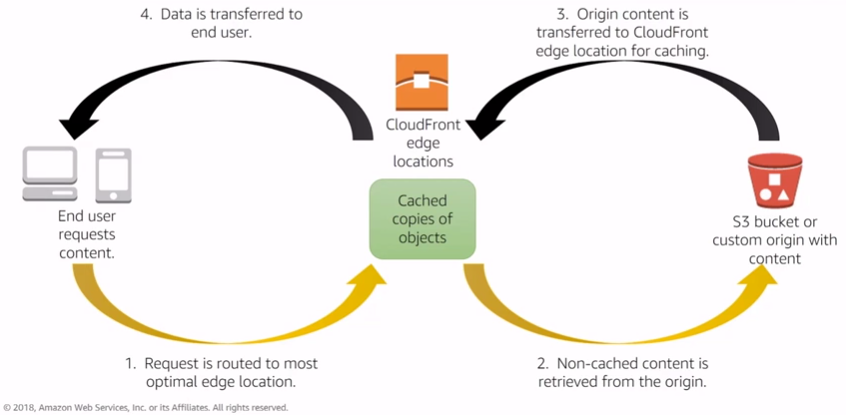 4. Data is transferred to
end user.
3. Origin content is
transferred to CloudFront
edge location for caching.
CloudFront
edge
locations
Cached
copies of
objects
End user
requests
content.
S3 bucket or
custom origin with
content
1. Request is routed to most
optimal edge location.
2. Non-cached content is
retrieved from the origin.
© 2018, Amazon Web Services, Inc. or its Affiliates. All rights reserved.